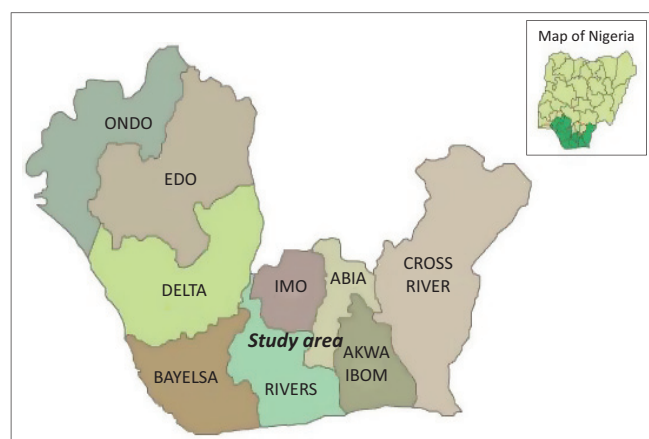 Map of Nigeria
ONDO
EDO
DELTA
IMO
ABIA
CROSS
RIVER
Study area
BAYELSA
RIVERS
AKWA
IBOM